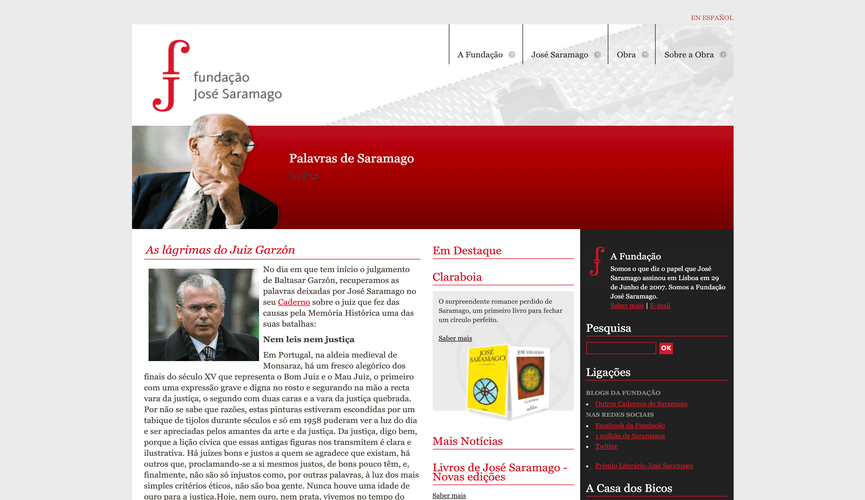 EN ESPAÑOL
A Fundação
José Saramago
Obra
Sobre a Obra
fundação
José Saramago
Palavras de Saramago
As lágrimas do Juiz Garzón
No dia em que tem início o julgamento
de Baltasar Garzón, recuperamos as
palavras deixadas por José Saramago no
seu Caderno sobre o juiz que fez das
causas pela Memória Histórica uma das
suas batalhas:
Nem leis nem justiça
Em Portugal, na aldeia medieval de
Monsaraz, há um fresco alegórico dos
finais do século XV que representa o Bom Juiz e o Mau Juiz, o primeiro
com uma expressão grave e digna no rosto e segurando na mão a recta
vara da justiça, o segundo com duas caras e a vara da justiça quebrada.
Por não se sabe que razões, estas pinturas estiveram escondidas por um
tabique de tijolos durante séculos e só em 1958 puderam ver a luz do dia
e ser apreciadas pelos amantes da arte e da justiça. Da justiça, digo bem,
porque a lição cívica que essas antigas figuras nos transmitem é clara e
ilustrativa. Há juízes bons e justos a quem se agradece que existam, há
outros que, proclamando-se a si mesmos justos, de bons pouco têm, e,
finalmente, não são só injustos como, por outras palavras, à luz dos mais
simples critérios éticos, não são boa gente. Nunca houve uma idade de
ouro para a justiça.Hoje, nem ouro, nem prata, vivemos no tempo do
Em Destaque
Claraboia
O surpreendente romance perdido de
Saramago, um primeiro livro para fechar
um círculo perfeito.
Saber mais
JOSÉ
SARAMAGO
Mais Notícias
Livros de José Saramago -
Novas edições
Saber mais
A Fundação
Somos o que diz o papel que José
Saramago assinou em Lisboa em 29
de Junho de 2007. Somos a Fundação
José Saramago.
Saber mais | E-mail
Pesquisa
OK
Ligações
BLOGS DA FUNDAÇÃO
Outros Cadernos de Saramago
NAS REDES SOCIAIS
Facebook da Fundação
1 milhão de Saramagos
Twitter
Prémio Literário José Saramago
A Casa dos Bicos